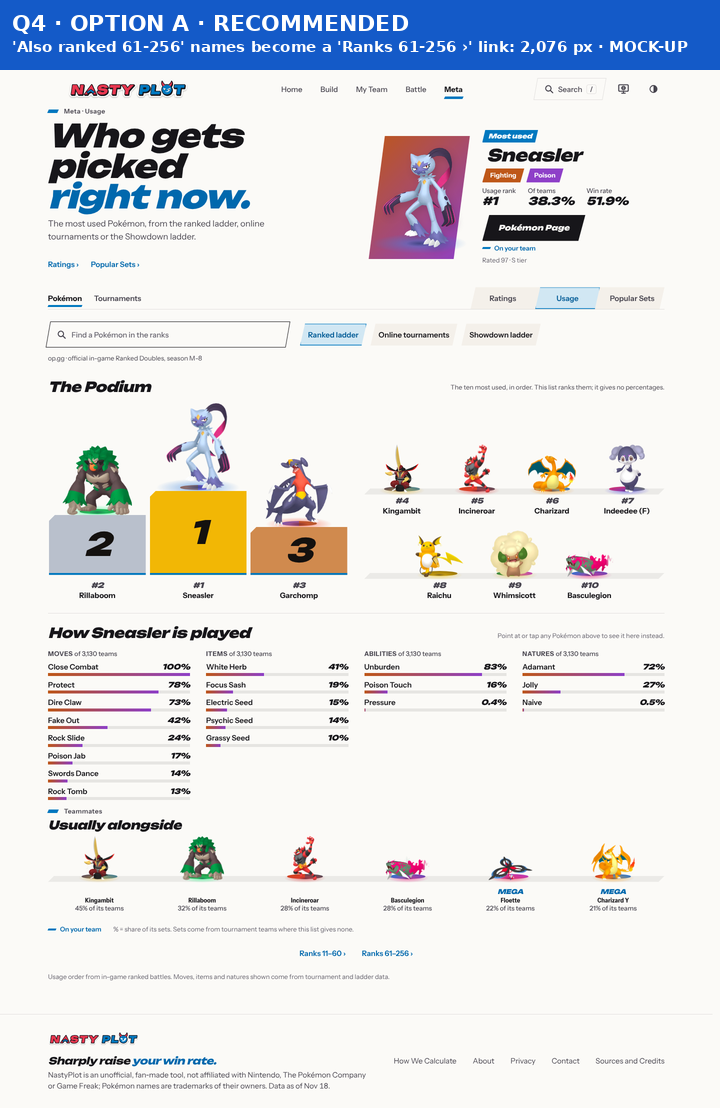 Q4 · OPTION A · RECOMMENDED
'Also ranked 61-256' names become a 'Ranks 61-256 ›' link: 2,076 px · MOCK-UP
NASTY PLOT
Home Build My Team Battle Meta
Search /
Meta · Usage
Who gets
picked
right now.
The most used Pokémon, from the ranked ladder, online
tournaments or the Showdown ladder.
Ratings › Popular Sets ›
Most used
Sneasler
Fighting Poison
Usage rank Of teams Win rate
#1 38.3% 51.9%
Pokémon Page
On your team
Rated 97 · S tier
Pokémon Tournaments
Ratings Usage Popular Sets
Find a Pokémon in the ranks
Ranked ladder Online tournaments Showdown ladder
op.gg · official in-game Ranked Doubles, season M-8
The Podium
The ten most used, in order. This list ranks them; it gives no percentages.
2 1 3
#2 #1 #3
Rillaboom Sneasler Garchomp
#4 #5 #6 #7
Kingambit Incineroar Charizard Indeedee (F)
#8 #9 #10
Raichu Whimsicott Basculegion
How Sneasler is played
Point at or tap any Pokémon above to see it here instead.
MOVES of 3,130 teams
Close Combat 100%
Protect 78%
Dire Claw 73%
Fake Out 42%
Rock Slide 24%
Poison Jab 17%
Swords Dance 14%
Rock Tomb 13%
ITEMS of 3,130 teams
White Herb 41%
Focus Sash 19%
Electric Seed 15%
Psychic Seed 14%
Grassy Seed 10%
ABILITIES of 3,130 teams
Unburden 83%
Poison Touch 16%
Pressure 0.4%
NATURES of 3,130 teams
Adamant 72%
Jolly 27%
Naive 0.5%
Teammates
Usually alongside
MEGA MEGA
Kingambit Rillaboom Incineroar Basculegion Floette Charizard Y
45% of its teams 32% of its teams 28% of its teams 28% of its teams 22% of its teams 21% of its teams
On your team % = share of its sets. Sets come from tournament teams where this list gives none.
Ranks 11-60 › Ranks 61-256 ›
Usage order from in-game ranked battles. Moves, items and natures shown come from tournament and ladder data.
NASTY PLOT
Sharply raise your win rate.
NastyPlot is an unofficial, fan-made tool, not affiliated with Nintendo, The Pokémon Company
or Game Freak; Pokémon names are trademarks of their owners. Data as of Nov 18.
How We Calculate About Privacy Contact Sources and Credits